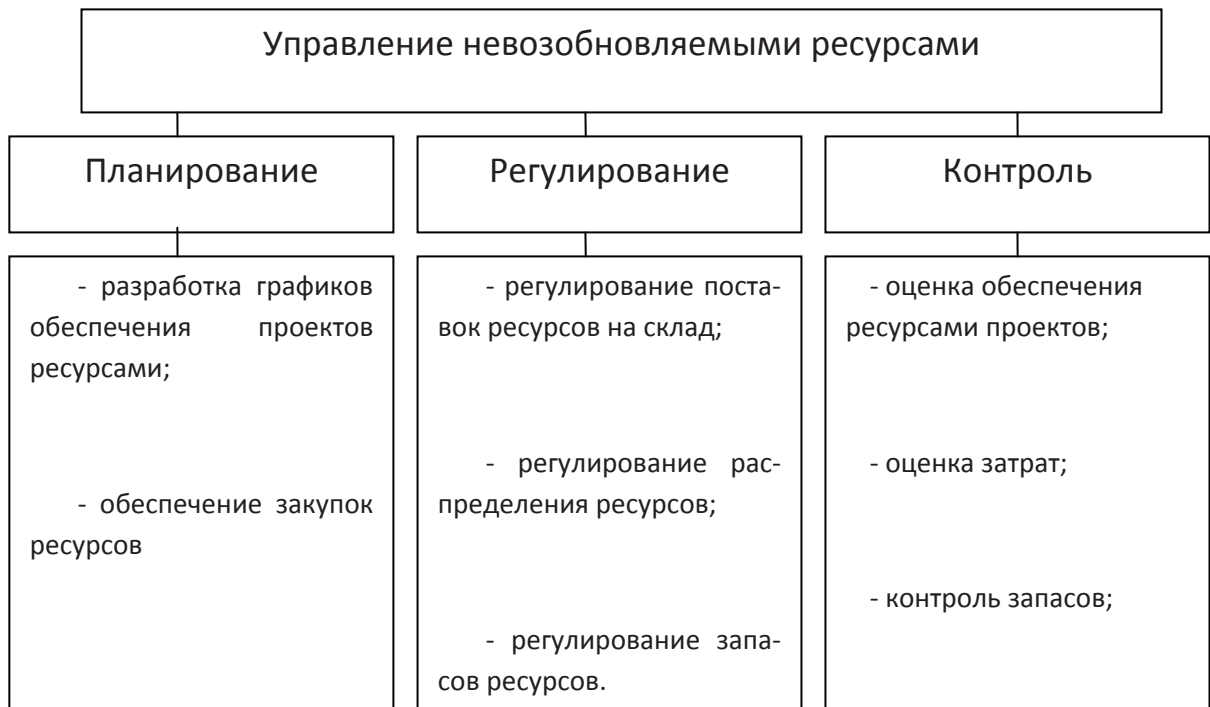 Управление невозобновляемыми ресурсами
Планирование
Регулирование
Контроль
- разработка графиков
обеспечения проектов
ресурсами;
- обеспечение закупок
ресурсов
- регулирование поста-
вок ресурсов на склад;
- регулирование рас-
пределения ресурсов;
- регулирование запа-
сов ресурсов.
- оценка обеспечения
ресурсами проектов;
- оценка затрат;
- контроль запасов;